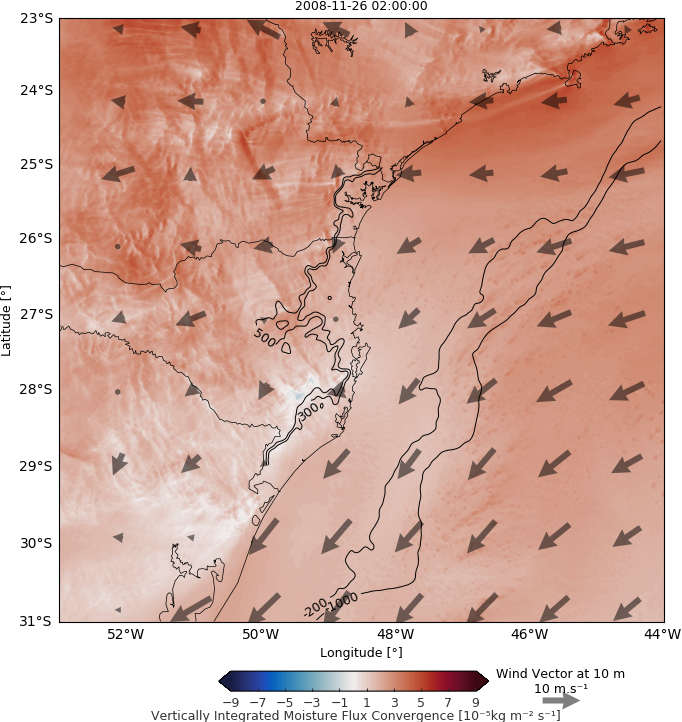 2008-11-26 02:00:00
23°S
24°S
25°S
26°S
27°S
28°S
29°S
30°S
31°S
Latitude [°]
500
300
-200
-1000
52°W 50°W 48°W 46°W 44°W
Longitude [°]
Wind Vector at 10 m
10 m.s⁻¹
−9 −7 −5 −3 −1 1 3 5 7 9
Vertically Integrated Moisture Flux Convergence [10⁻⁵kg m⁻² s⁻¹]